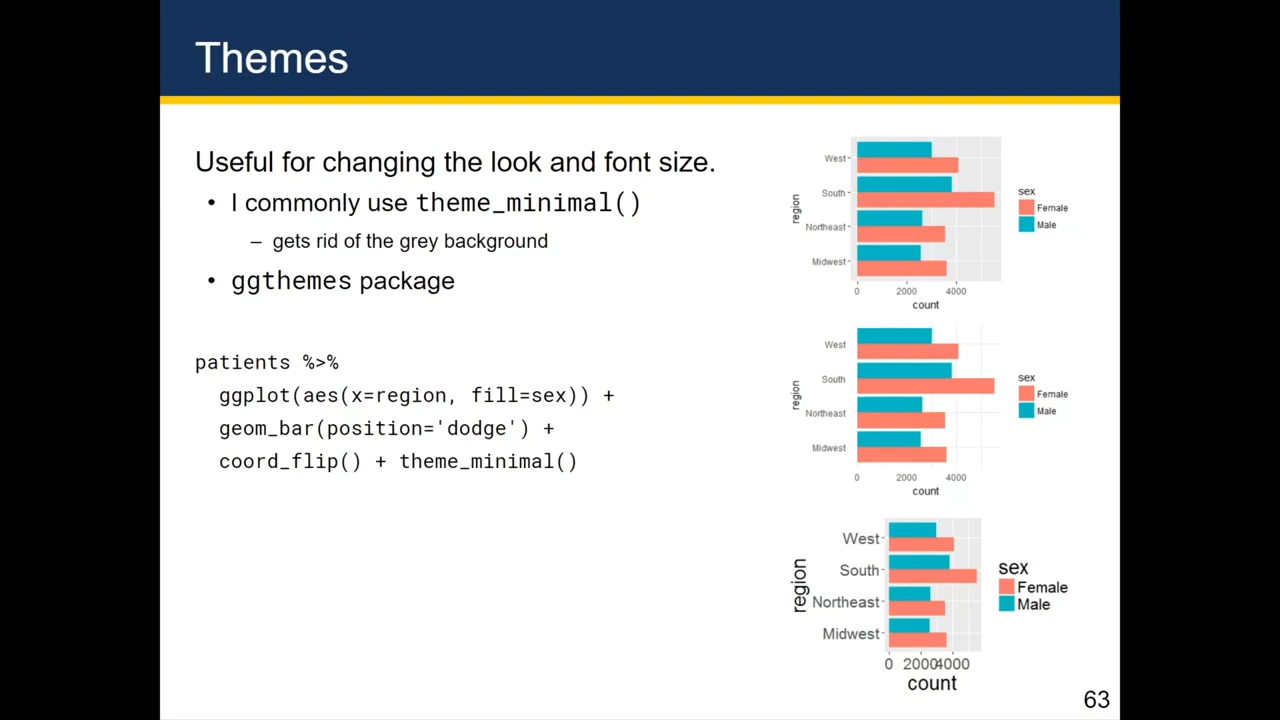 Themes
Useful for changing the look and font size.
• I commonly use theme_minimal()
– gets rid of the grey background
• ggthemes package
patients %>%
ggplot(aes(x=region, fill=sex)) +
geom_bar(position='dodge') +
coord_flip() + theme_minimal()
West
South
Northeast
Midwest
region
0 2000 4000
count
sex
Female
Male
West
South
Northeast
Midwest
region
0 2000 4000
count
sex
Female
Male
West
South
Northeast
Midwest
region
0 2000 4000
count
sex
Female
Male
63